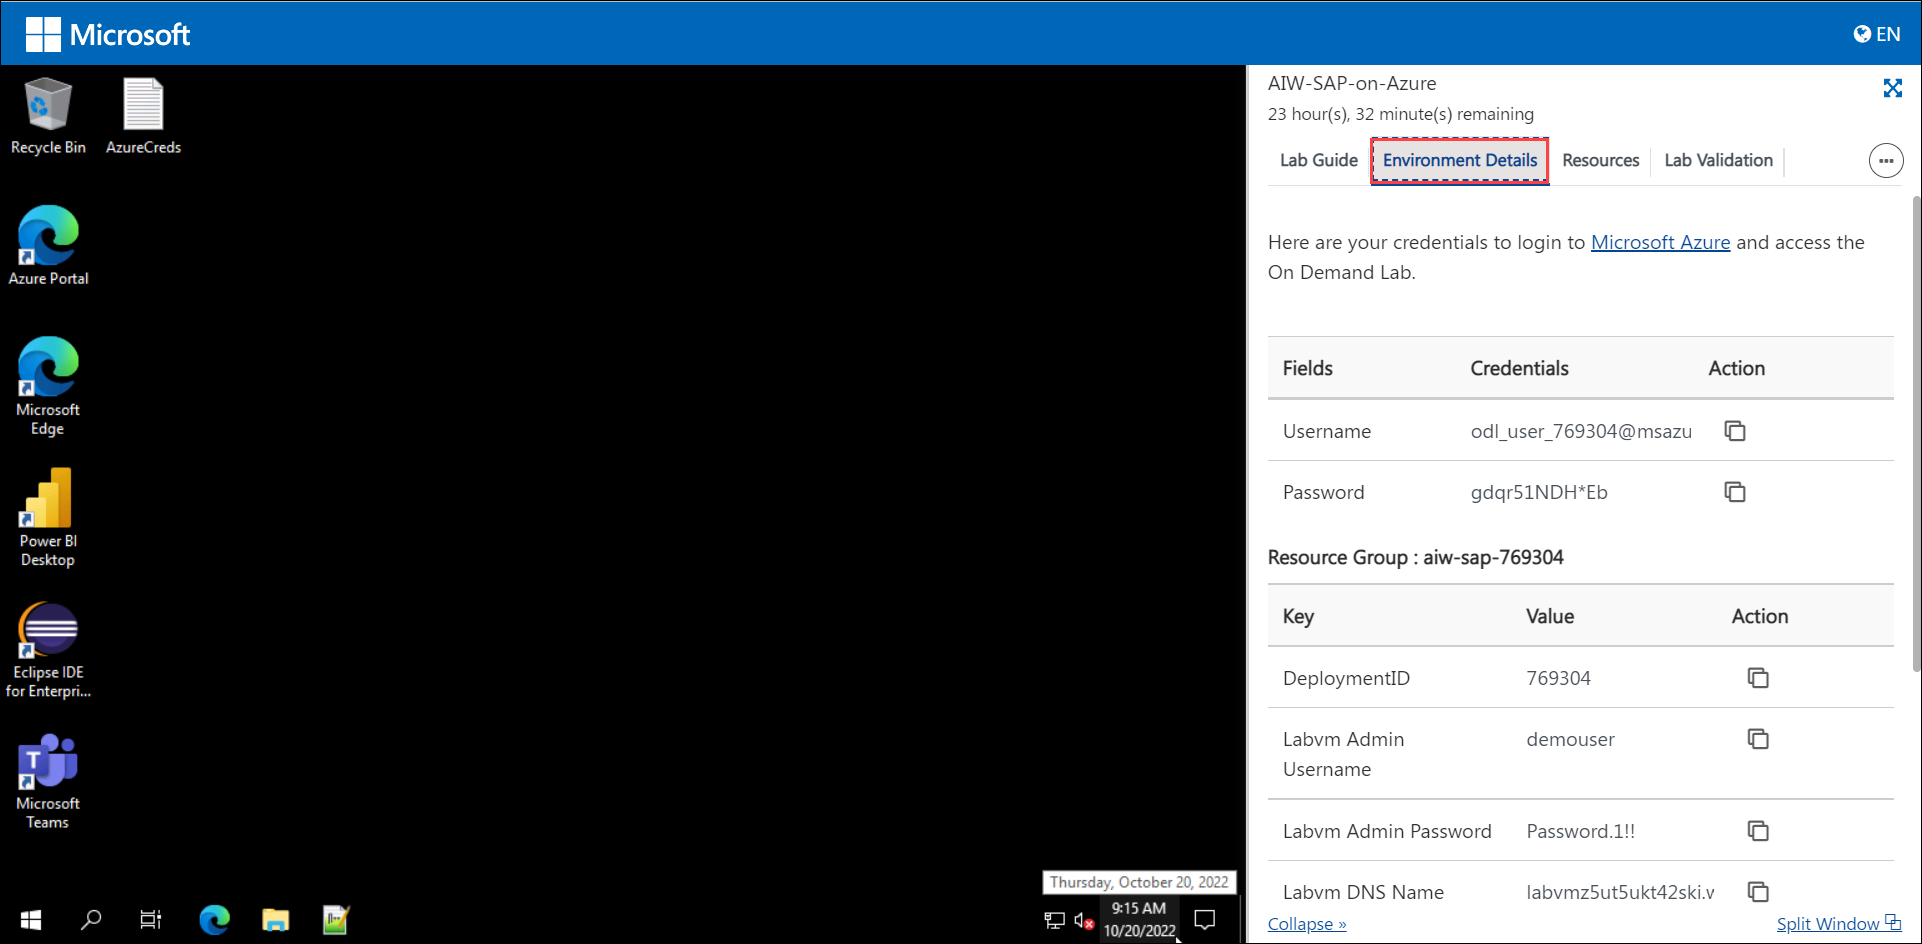 Microsoft
EN
Recycle Bin
AzureCreds
Azure Portal
Microsoft
Edge
Power BI
Desktop
Eclipse IDE
for Enterpri...
T
Microsoft
Teams
Thursday, October 20, 2022
9:15 AM
10/20/2022
AIW-SAP-on-Azure
23 hour(s), 32 minute(s) remaining
Lab Guide
Environment Details
Resources
Lab Validation
Here are your credentials to login to Microsoft Azure and access the
On Demand Lab.
Fields Credentials Action
Username odl_user_769304@msazu
Password gdqr51NDH*Eb
Resource Group : aiw-sap-769304
Key Value Action
DeploymentID 769304
Labvm Admin demouser
Username
Labvm Admin Password Password.1!!
Labvm DNS Name labvmz5ut5ukt42ski.v
Collapse »
Split Window